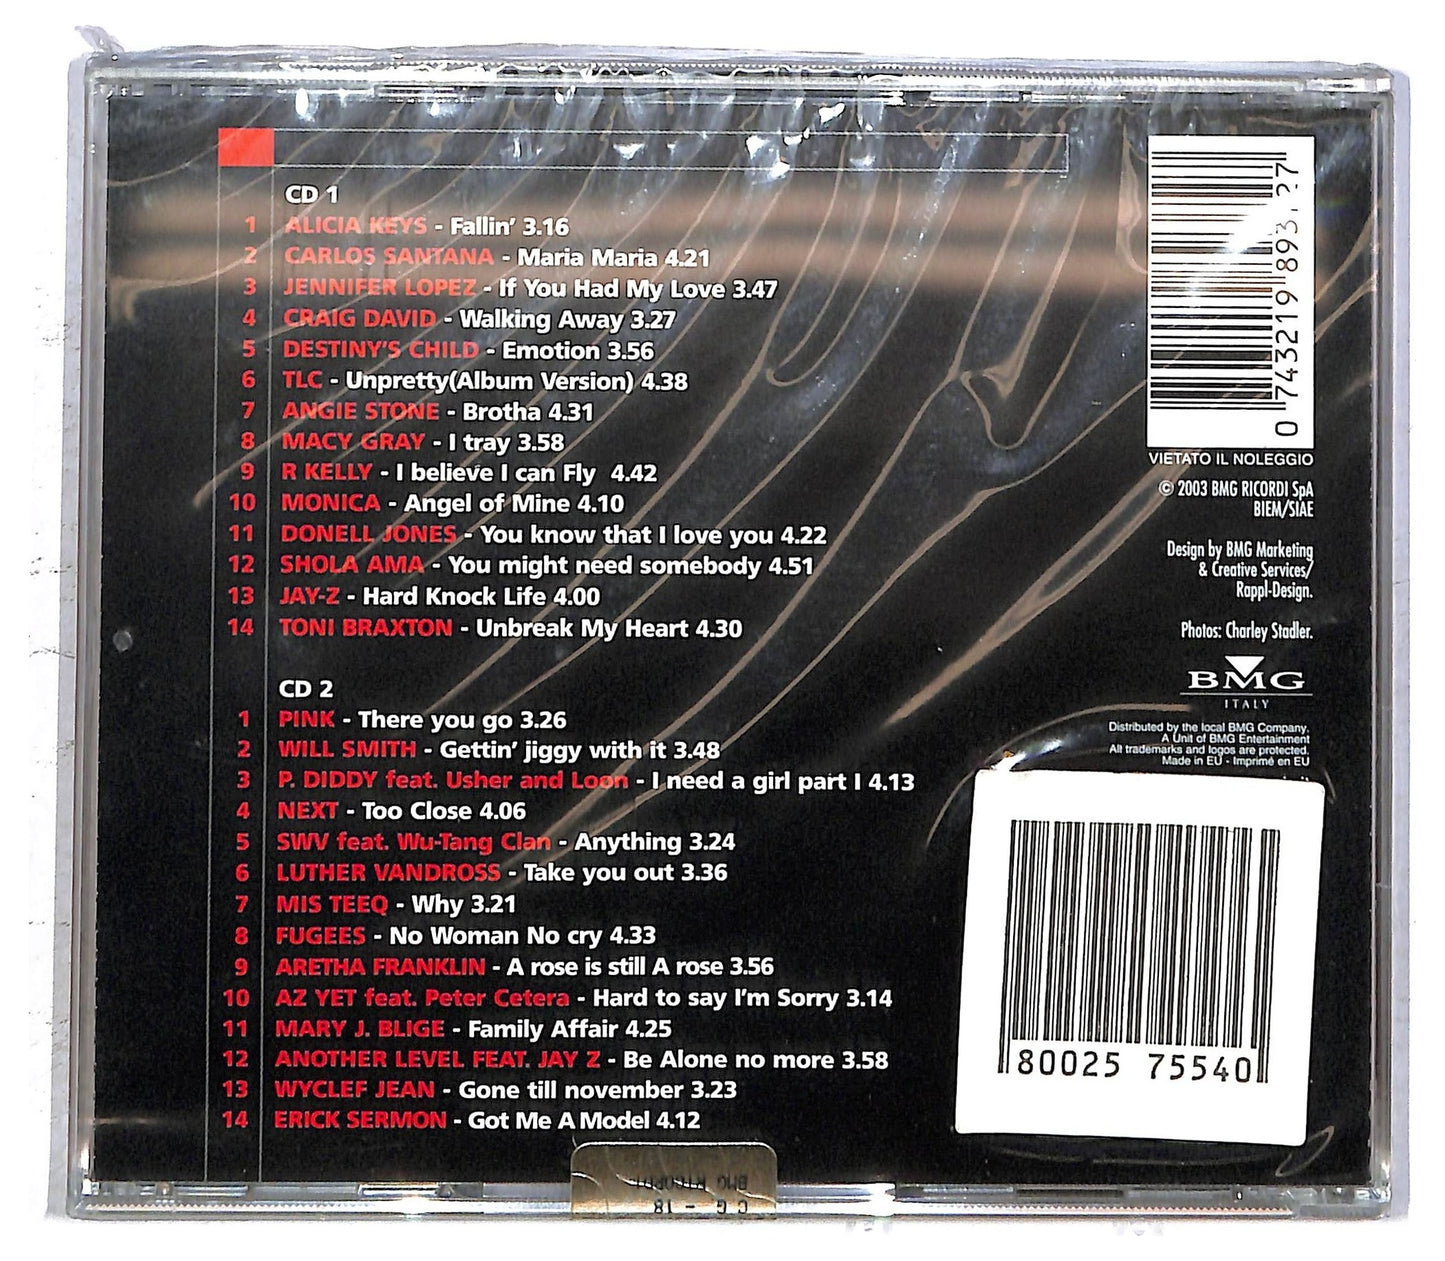 CD 1
1 ALICIA KEYS - Fallin' 3.16
2 CARLOS SANTANA - Maria Maria 4.21
3 JENNIFER LOPEZ - If You Had My Love 3.47
4 CRAIG DAVID - Walking Away 3.27
5 DESTINY'S CHILD - Emotion 3.56
6 TLC - Unpretty(Album Version) 4.38
7 ANGIE STONE - Brotha 4.31
8 MACY GRAY - I tray 3.58
9 R KELLY - I believe I can Fly 4.42
10 MONICA - Angel of Mine 4.10
11 DONELL JONES - You know that I love you 4.22
12 SHOLA AMA - You might need somebody 4.51
13 JAY-Z - Hard Knock Life 4.00
14 TONI BRAXTON - Unbreak My Heart 4.30
CD 2
1 PINK - There you go 3.26
2 WILL SMITH - Gettin' jiggy with it 3.48
3 P. DIDDY feat. Usher and Loon - I need a girl part I 4.13
4 NEXT - Too Close 4.06
5 SWV feat. Wu-Tang Clan - Anything 3.24
6 LUTHER VANDROSS - Take you out 3.36
7 MIS TEEQ - Why 3.21
8 FUGEES - No Woman No cry 4.33
9 ARETHA FRANKLIN - A rose is still A rose 3.56
10 AZ YET feat. Peter Cetera - Hard to say I'm Sorry 3.14
11 MARY J. BLIGE - Family Affair 4.25
12 ANOTHER LEVEL FEAT. JAY Z - Be Alone no more 3.58
13 WYCLEF JEAN - Gone till november 3.23
14 ERICK SERMON - Got Me A Model 4.12
0 743219 893
VIETATO IL NOLEGGIO
© 2003 BMG RICORDI SpA
BIEM/SIAE
Design by BMG Marketing
& Creative Services/
Rappl-Design.
Photos: Charley Stadler.
BMG
ITALY
Distributed by the local BMG Company.
A Unit of BMG Entertainment
All trademarks and logos are protected.
Made in EU - Imprimé en EU
80025 75540
BMG RICORDI
C G - 18